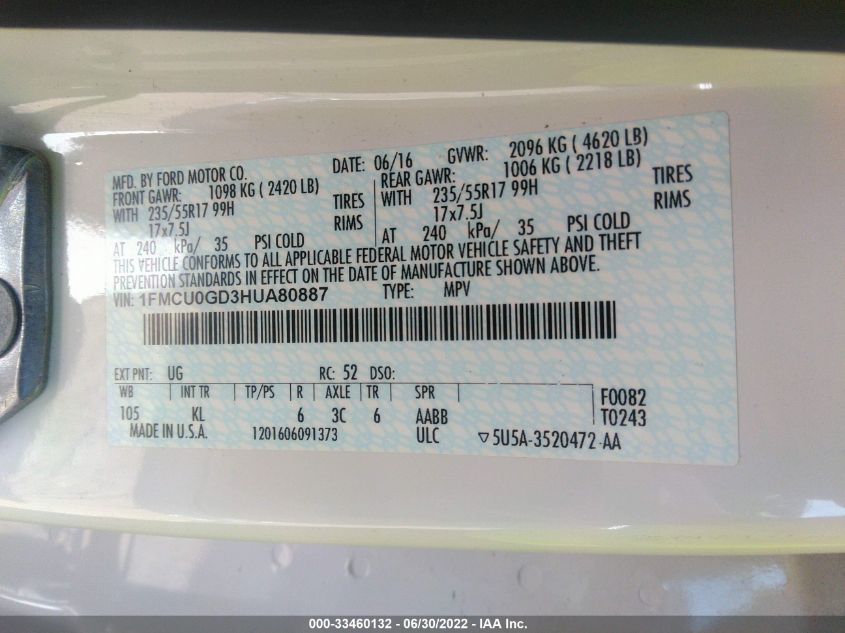 MFD. BY FORD MOTOR CO.
DATE: 06/16 GVWR: 2096 KG ( 4620 LB)
FRONT GAWR: 1098 KG ( 2420 LB)
REAR GAWR: 1006 KG ( 2218 LB)
WITH 235/55R17 99H TIRES
WITH 235/55R17 99H TIRES
17x7.5J RIMS
17x7.5J RIMS
AT 240 kPa/ 35 PSI COLD
AT 240 kPa/ 35 PSI COLD
THIS VEHICLE CONFORMS TO ALL APPLICABLE FEDERAL MOTOR VEHICLE SAFETY AND THEFT
PREVENTION STANDARDS IN EFFECT ON THE DATE OF MANUFACTURE SHOWN ABOVE.
VIN: 1FMCU0GD3HUA80887 TYPE: MPV
EXT PNT: UG RC: 52 DSO:
WB INT TR TP/PS R AXLE TR SPR
105 KL 6 3C 6 AABB
F0082
T0243
MADE IN U.S.A. 1201606091373 ULC ▽5U5A-3520472-AA
000-33460132 - 06/30/2022 - IAA Inc.